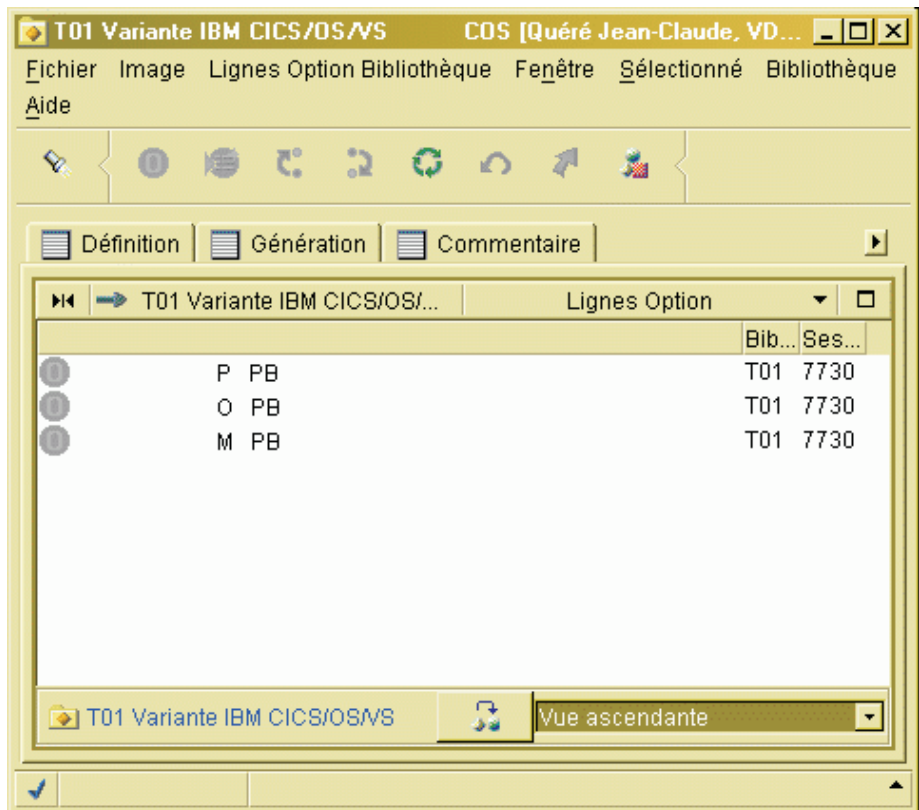 T01 Variante IBM CICS/OS/VS COS [Quéré Jean-Claude, VD...
Fichier Image Lignes Option Bibliothèque Fenêtre Sélectionné Bibliothèque
Aide
Définition Génération Commentaire
T01 Variante IBM CICS/OS/... Lignes Option
Bib... Ses...
P PB T01 7730
O PB T01 7730
M PB T01 7730
T01 Variante IBM CICS/OS/VS Vue ascendante